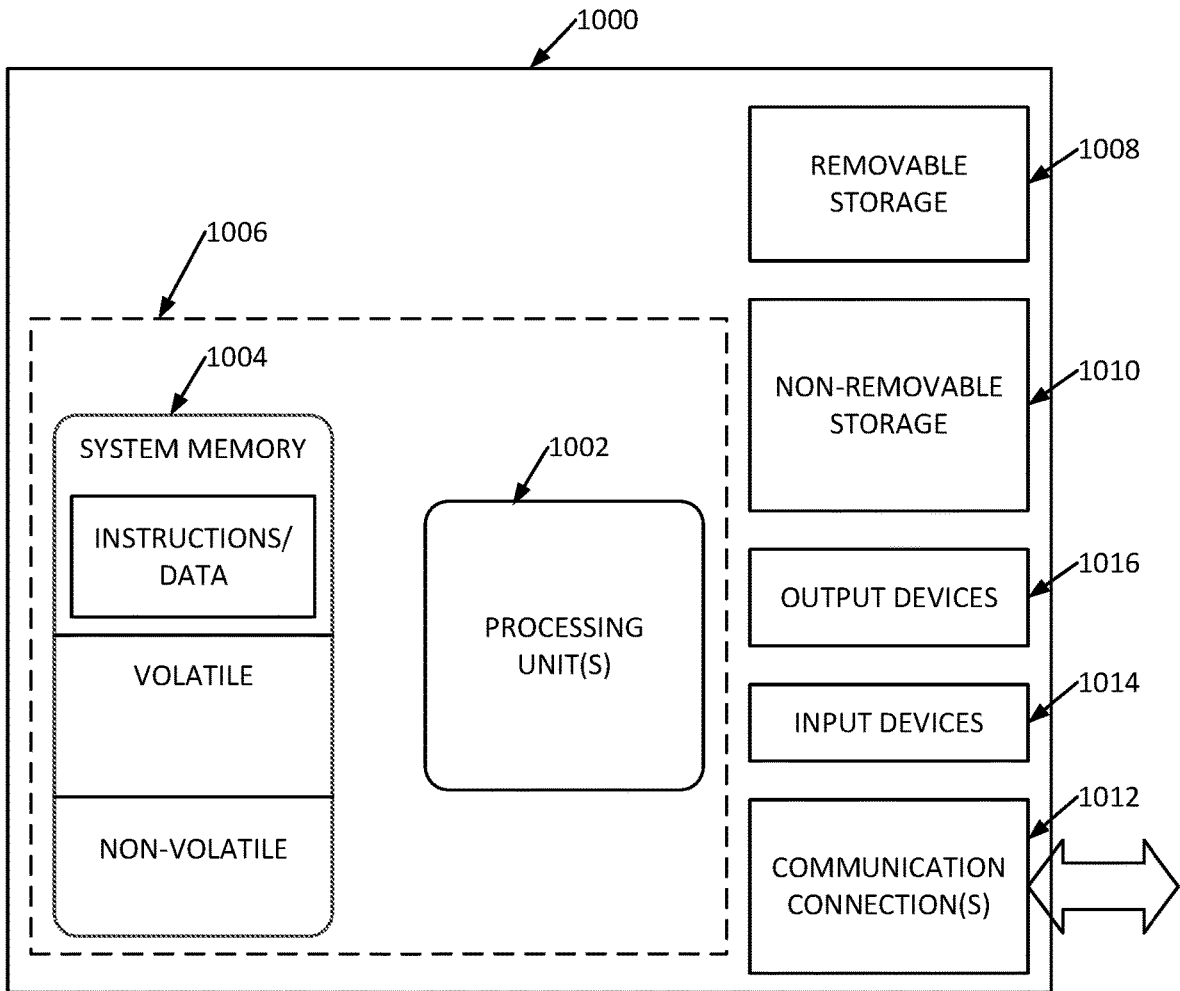 1000
REMOVABLE
STORAGE
1008
1006
NON-REMOVABLE
STORAGE
1010
1004
SYSTEM MEMORY
INSTRUCTIONS/
DATA
VOLATILE
NON-VOLATILE
1002
PROCESSING
UNIT(S)
OUTPUT DEVICES
1016
INPUT DEVICES
1014
COMMUNICATION
CONNECTION(S)
1012